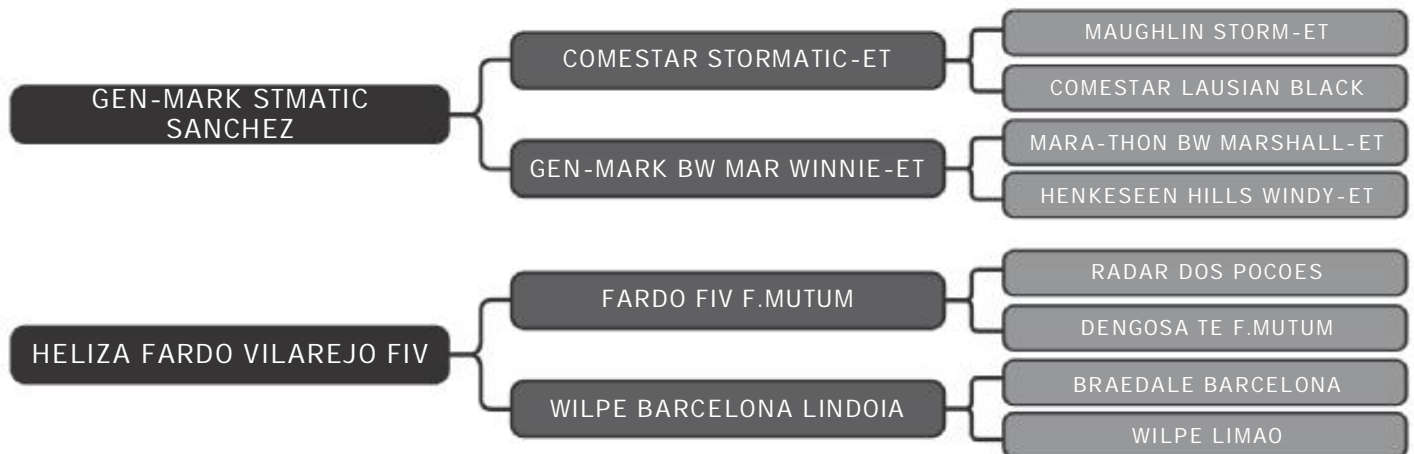 GEN-MARK STMATIC
SANCHEZ
COMESTAR STORMATIC-ET
MAUGHLIN STORM-ET
COMESTAR LAUSIAN BLACK
GEN-MARK BW MAR WINNIE-ET
MARA-THON BW MARSHALL-ET
HENKESEEN HILLS WINDY-ET
HELIZA FARDO VILAREJO FIV
FARDO FIV F.MUTUM
RADAR DOS POCOES
DENGOSA TE F.MUTUM
WILPE BARCELONA LINDOIA
BRAEDALE BARCELONA
WILPE LIMAO